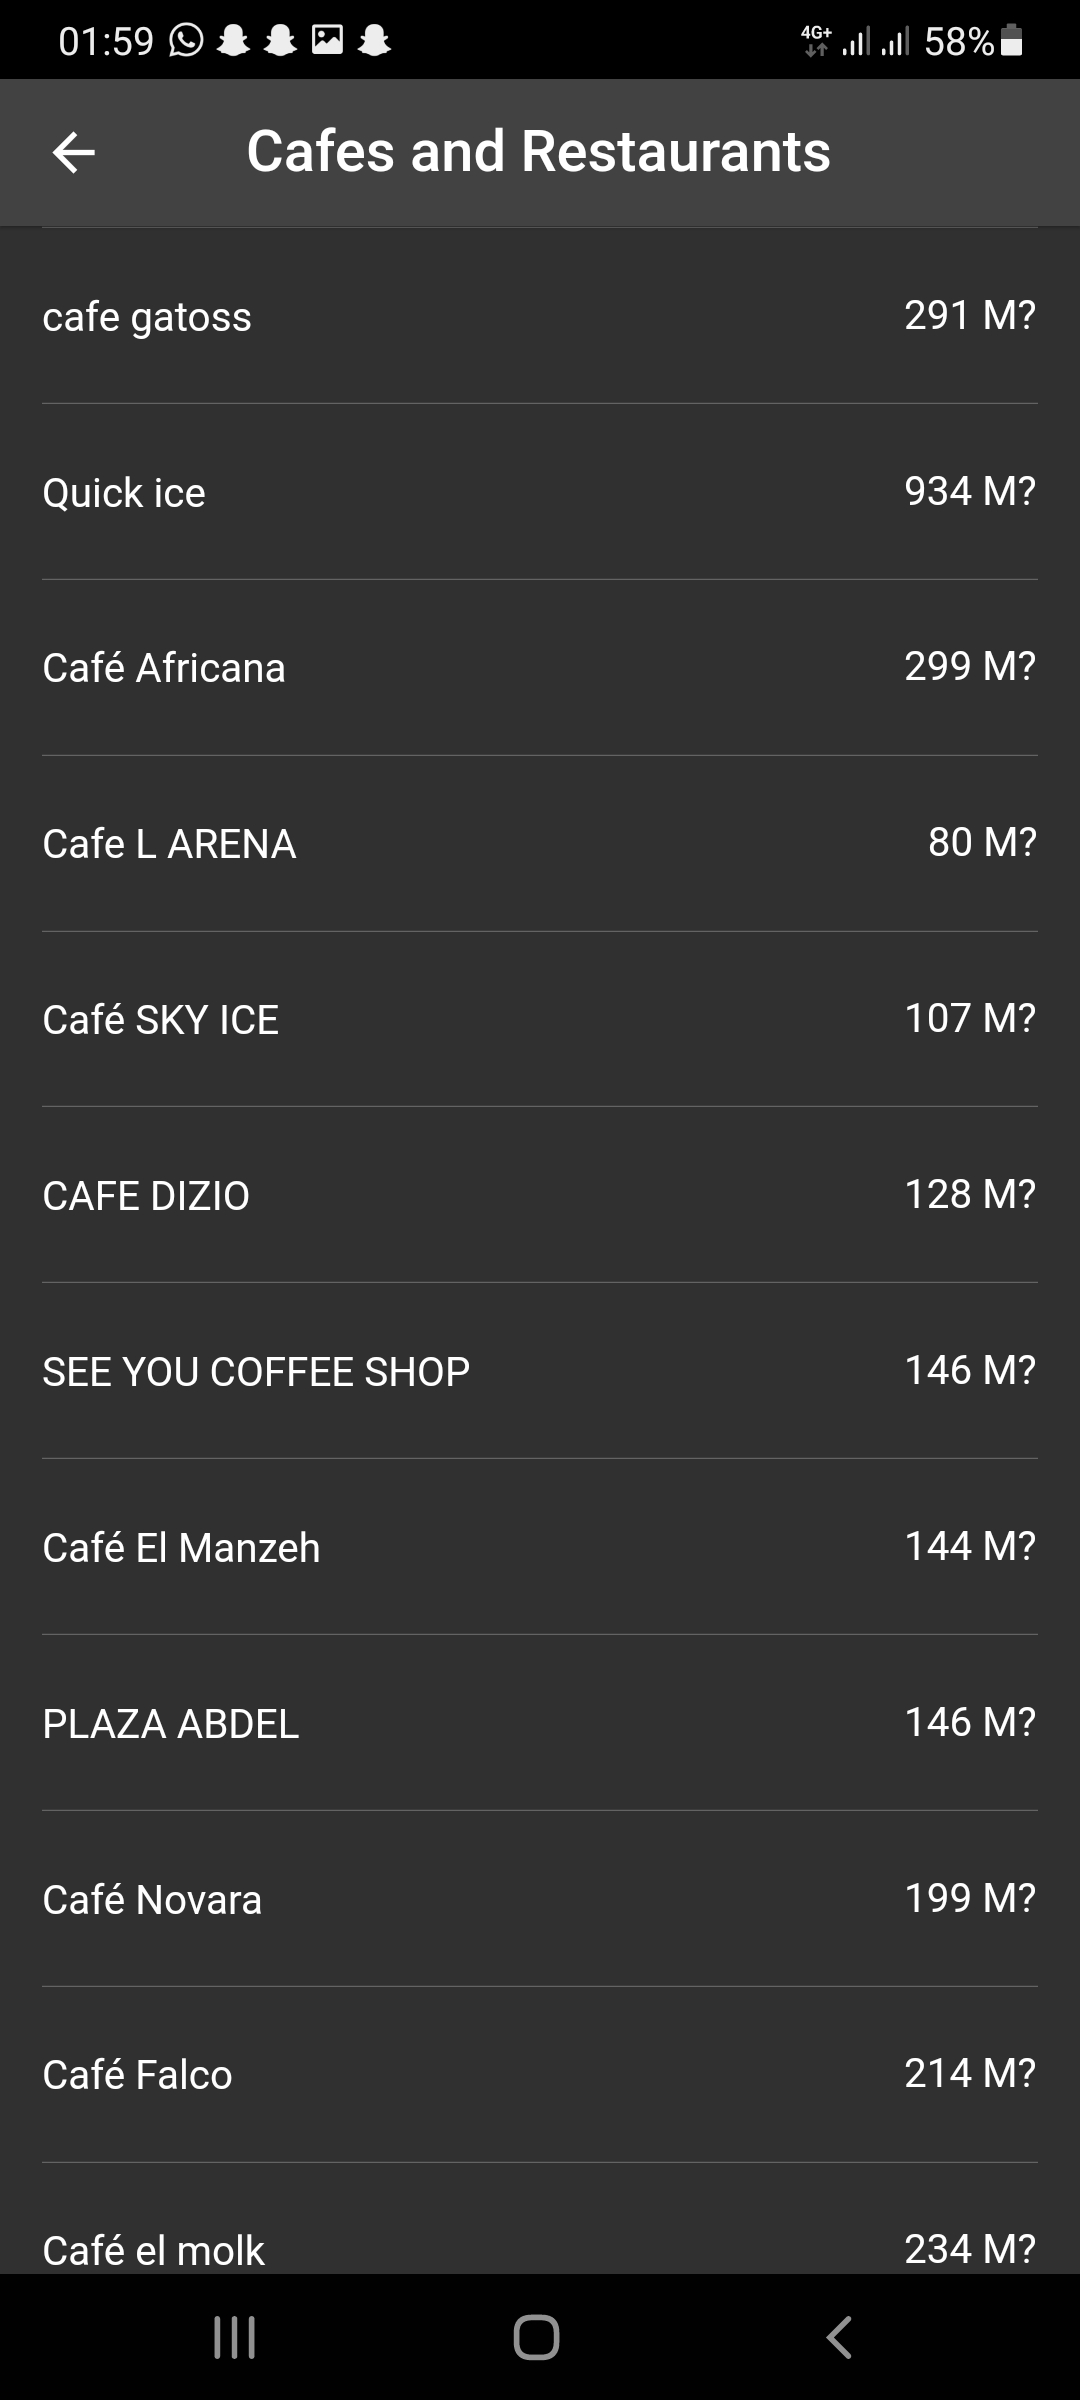 01:59 4G+ 58%
Cafes and Restaurants
cafe gatoss 291 M?
Quick ice 934 M?
Café Africana 299 M?
Cafe L ARENA 80 M?
Café SKY ICE 107 M?
CAFE DIZIO 128 M?
SEE YOU COFFEE SHOP 146 M?
Café El Manzeh 144 M?
PLAZA ABDEL 146 M?
Café Novara 199 M?
Café Falco 214 M?
Café el molk 234 M?